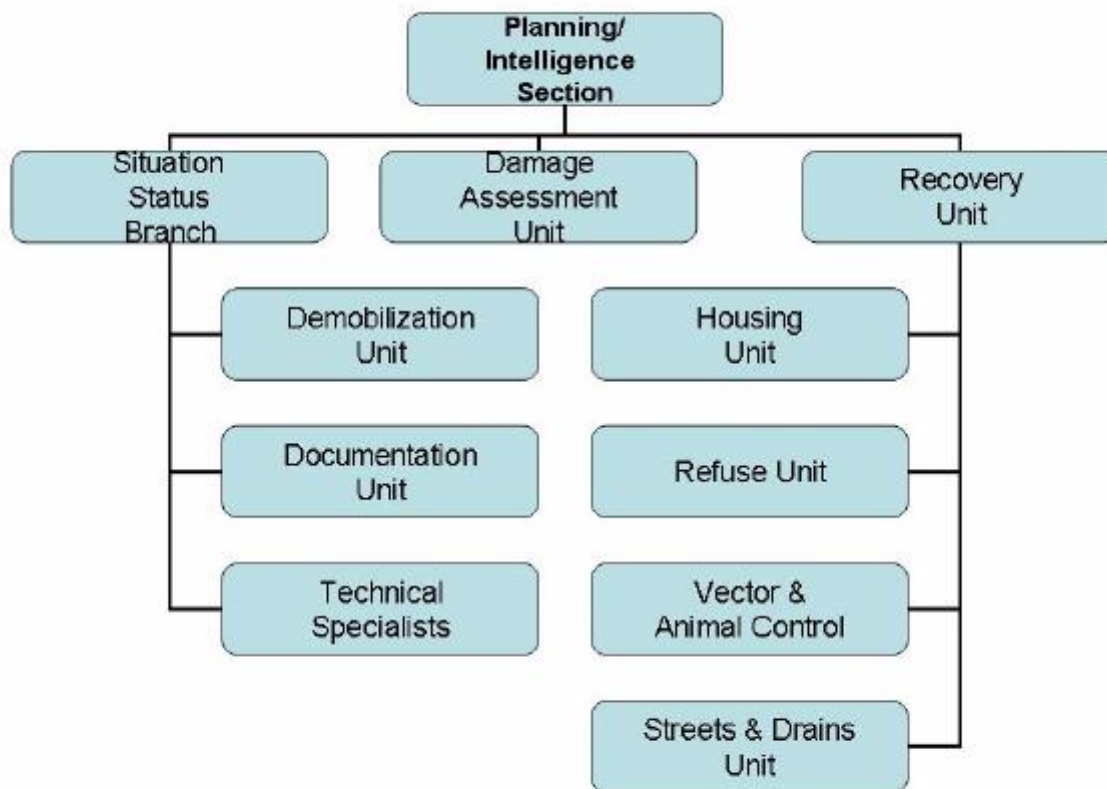 Planning/
Intelligence
Section
Situation
Status
Branch
Damage
Assessment
Unit
Recovery
Unit
Demobilization
Unit
Housing
Unit
Documentation
Unit
Refuse Unit
Technical
Specialists
Vector &
Animal Control
Streets & Drains
Unit